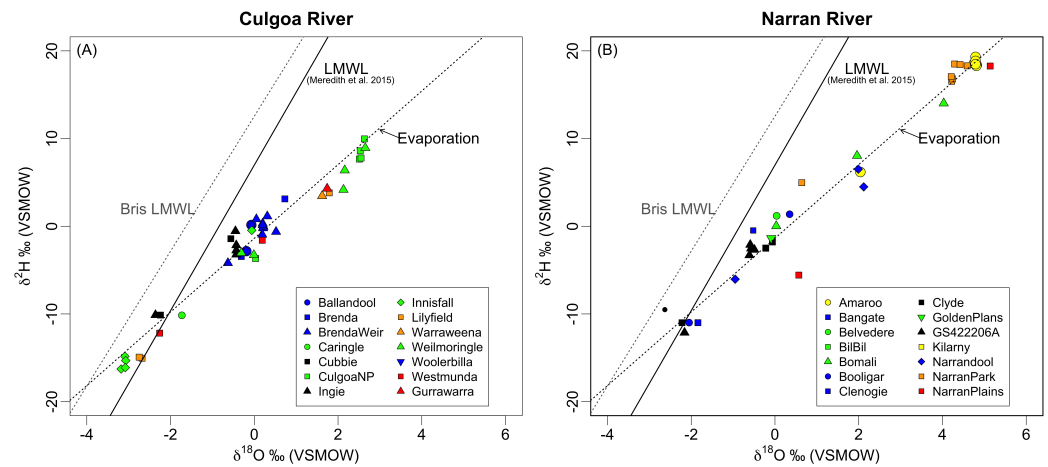 Culgoa River
(A)
20
10
0
-10
-20
δ²H ‰ (VSMOW)
LMWL
(Meredith et al. 2015)
Evaporation
Bris LMWL
Ballandool
Brenda
BrendaWeir
Caringle
Cubbie
CulgoaNP
Ingie
Innisfall
Lilyfield
Warraweena
Weilmoringle
Woolerbilla
Westmunda
Gurrawarra
-4 -2 0 2 4 6
δ¹⁸O ‰ (VSMOW)
Narran River
(B)
20
10
0
-10
-20
δ²H ‰ (VSMOW)
LMWL
(Meredith et al. 2015)
Evaporation
Bris LMWL
Amaroo
Bangate
Belvedere
BilBil
Bomali
Booligar
Clenogie
Clyde
GoldenPlans
GS422206A
Kilarny
Narrandool
NarranPark
NarranPlains
-4 -2 0 2 4 6
δ¹⁸O ‰ (VSMOW)